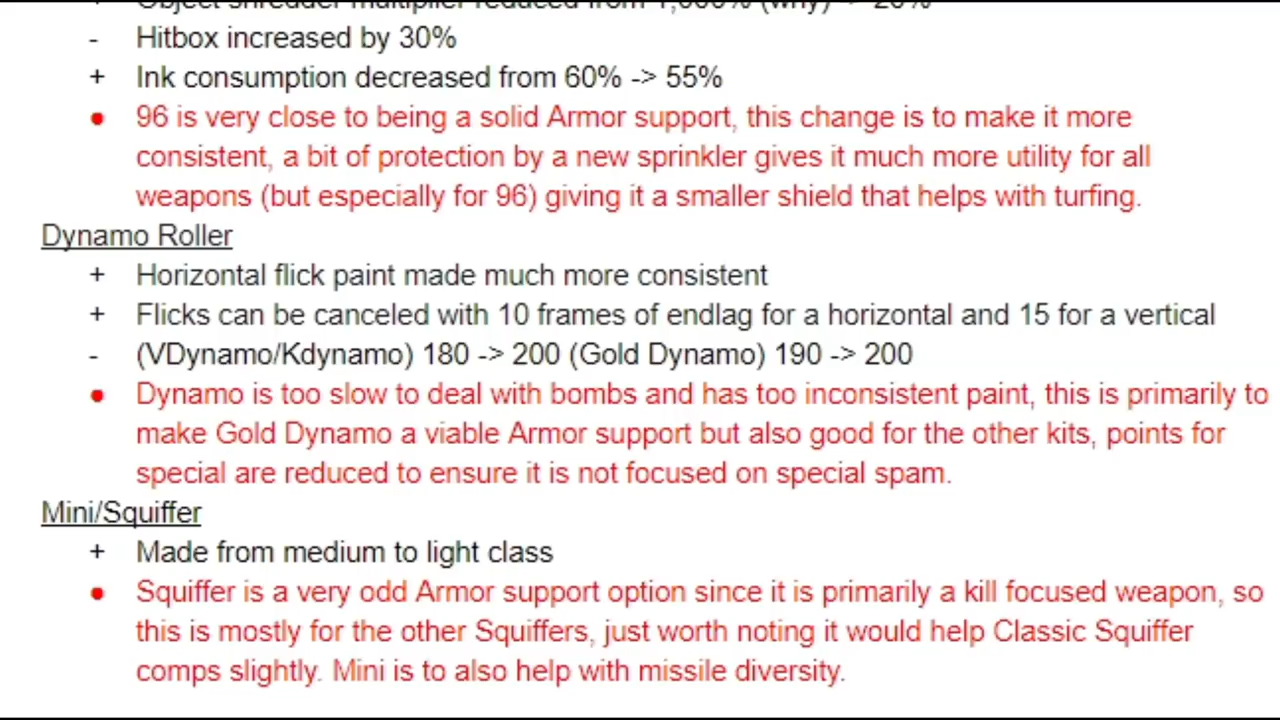 + Object shredder multiplier reduced from 1,000% (why) -> 20%
- Hitbox increased by 30%
+ Ink consumption decreased from 60% -> 55%
● 96 is very close to being a solid Armor support, this change is to make it more
consistent, a bit of protection by a new sprinkler gives it much more utility for all
weapons (but especially for 96) giving it a smaller shield that helps with turfing.
Dynamo Roller
+ Horizontal flick paint made much more consistent
+ Flicks can be canceled with 10 frames of endlag for a horizontal and 15 for a vertical
- (VDynamo/Kdynamo) 180 -> 200 (Gold Dynamo) 190 -> 200
● Dynamo is too slow to deal with bombs and has too inconsistent paint, this is primarily to
make Gold Dynamo a viable Armor support but also good for the other kits, points for
special are reduced to ensure it is not focused on special spam.
Mini/Squiffer
+ Made from medium to light class
● Squiffer is a very odd Armor support option since it is primarily a kill focused weapon, so
this is mostly for the other Squiffers, just worth noting it would help Classic Squiffer
comps slightly. Mini is to also help with missile diversity.